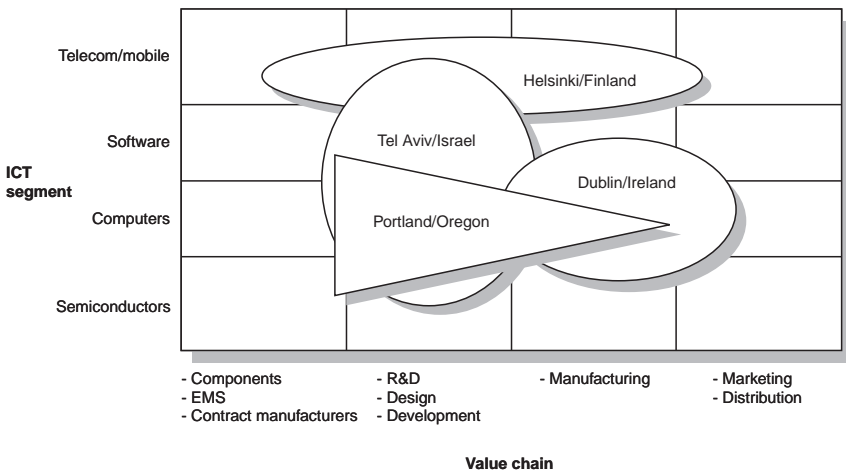 Telecom/mobile
Helsinki/Finland
Software
Tel Aviv/Israel
ICT
segment
Dublin/Ireland
Computers
Portland/Oregon
Semiconductors
- Components
- EMS
- Contract manufacturers
- R&D
- Design
- Development
- Manufacturing
- Marketing
- Distribution
Value chain